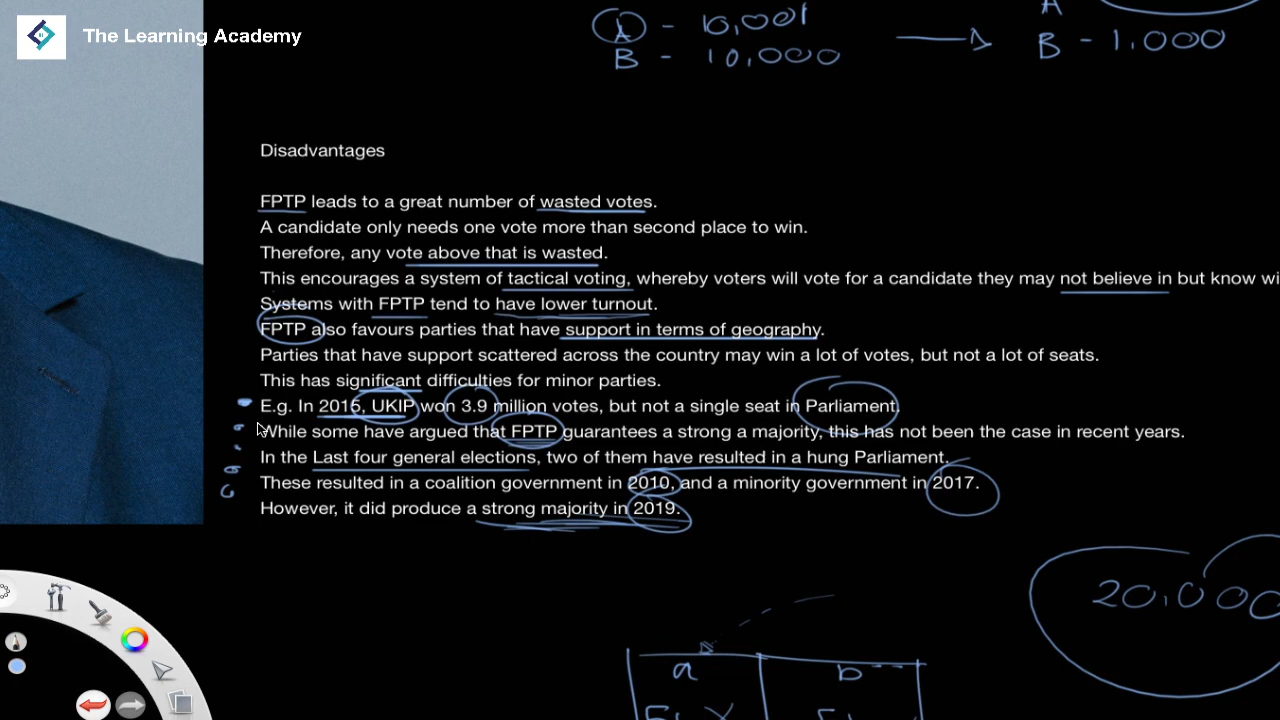 The Learning Academy
A - 10,001
B - 10,000
A
B - 1,000
Disadvantages
FPTP leads to a great number of wasted votes.
A candidate only needs one vote more than second place to win.
Therefore, any vote above that is wasted.
This encourages a system of tactical voting, whereby voters will vote for a candidate they may not believe in but know wi
Systems with FPTP tend to have lower turnout.
FPTP also favours parties that have support in terms of geography.
Parties that have support scattered across the country may win a lot of votes, but not a lot of seats.
This has significant difficulties for minor parties.
E.g. In 2015, UKIP won 3.9 million votes, but not a single seat in Parliament.
While some have argued that FPTP guarantees a strong a majority, this has not been the case in recent years.
In the Last four general elections, two of them have resulted in a hung Parliament.
These resulted in a coalition government in 2010, and a minority government in 2017.
However, it did produce a strong majority in 2019.
20,000
a b